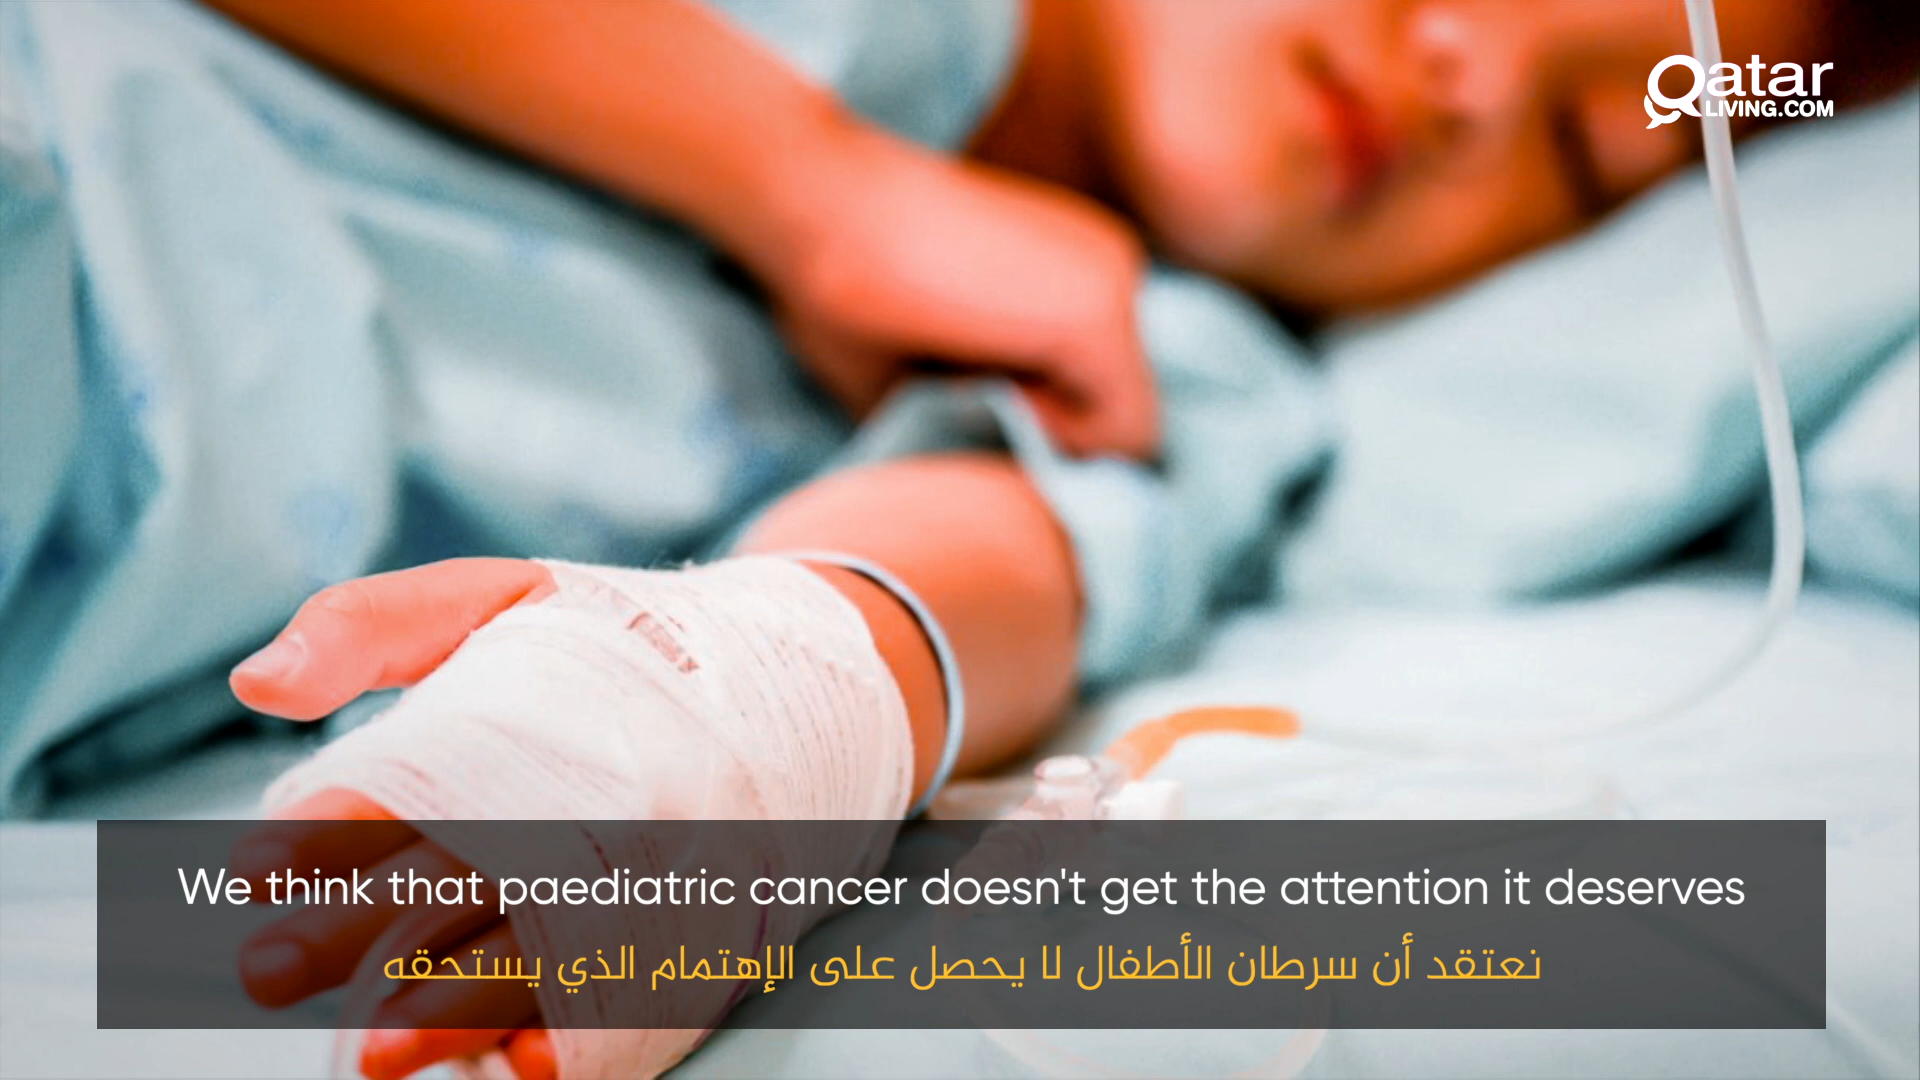 Qatar
LIVING.COM
We think that paediatric cancer doesn't get the attention it deserves
نعتقد أن سرطان الأطفال لا يحصل على الإهتمام الذي يستحقه